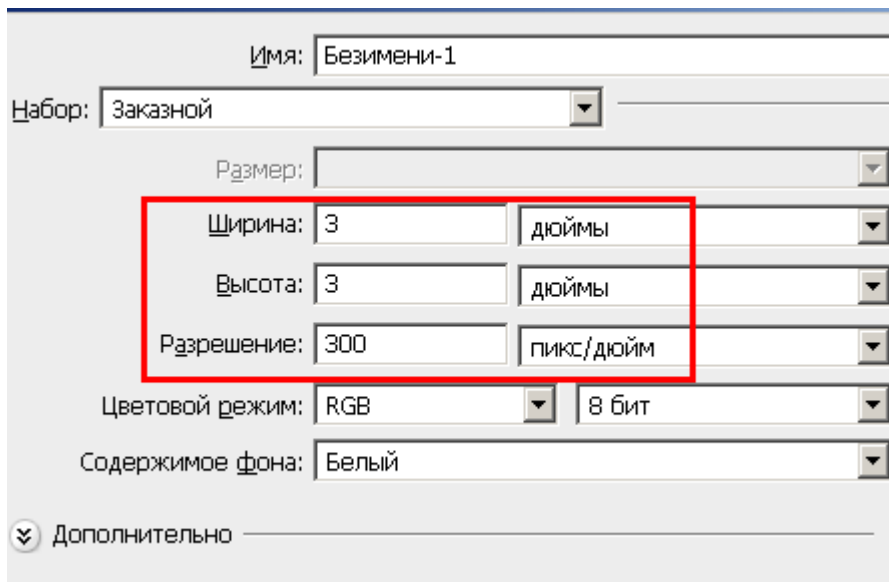 Имя: Безимени-1
Набор: Заказной
Размер:
Ширина: 3 дюймы
Высота: 3 дюймы
Разрешение: 300 пикс/дюйм
Цветовой режим: RGB 8 бит
Содержимое фона: Белый
Дополнительно